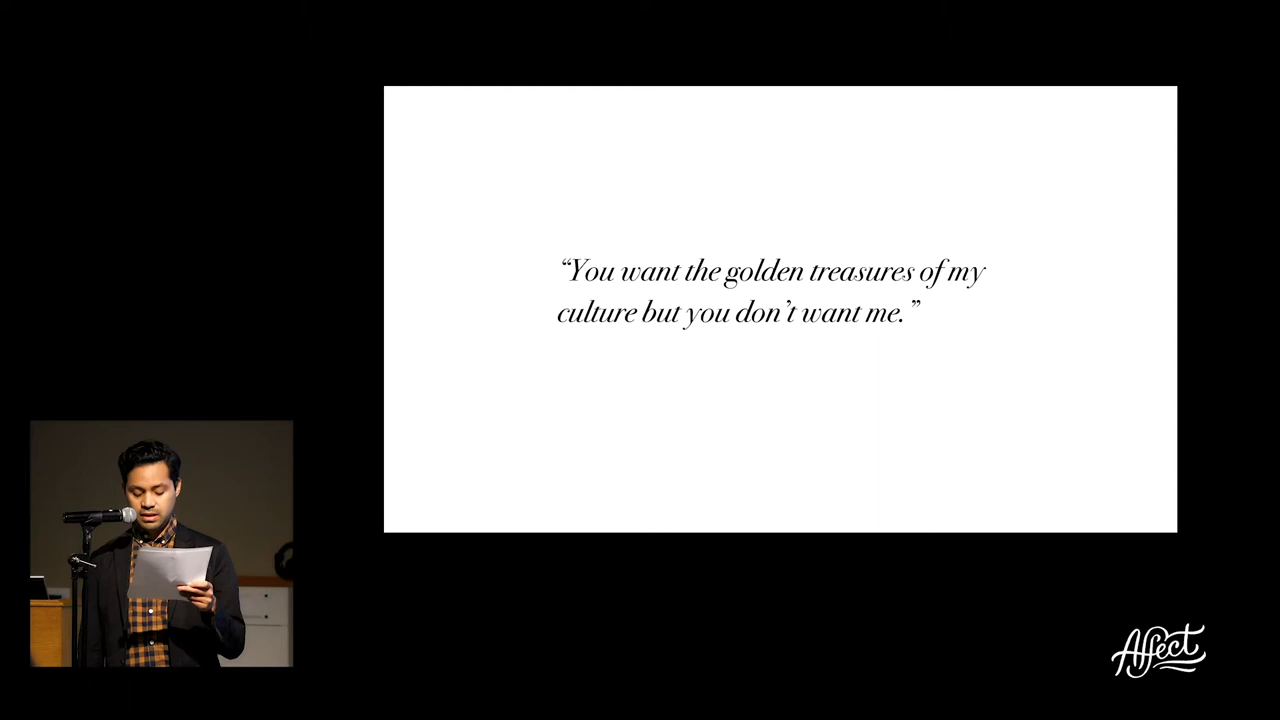 “You want the golden treasures of my
culture but you don’t want me.”
Affect